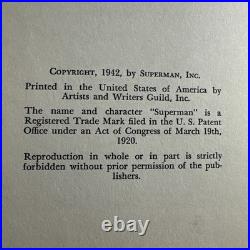 COPYRIGHT, 1942, BY SUPERMAN, INC.
Printed in the United States of America by
Artists and Writers Guild, Inc.
The name and character "Superman" is a
Registered Trade Mark filed in the U. S. Patent
Office under an Act of Congress of March 19th,
1920.
Reproduction in whole or in part is strictly
forbidden without prior permission of the pub-
lishers.